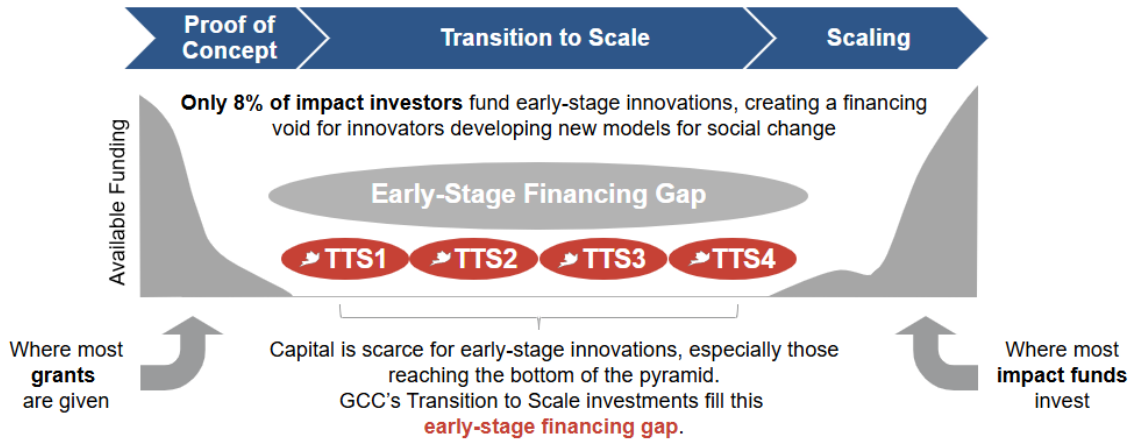 Proof of
Concept
Transition to Scale
Scaling
Only 8% of impact investors fund early-stage innovations, creating a financing
void for innovators developing new models for social change
Available Funding
Early-Stage Financing Gap
TTS1
TTS2
TTS3
TTS4
Where most
grants
are given
Capital is scarce for early-stage innovations, especially those
reaching the bottom of the pyramid.
GCC's Transition to Scale investments fill this
early-stage financing gap.
Where most
impact funds
invest